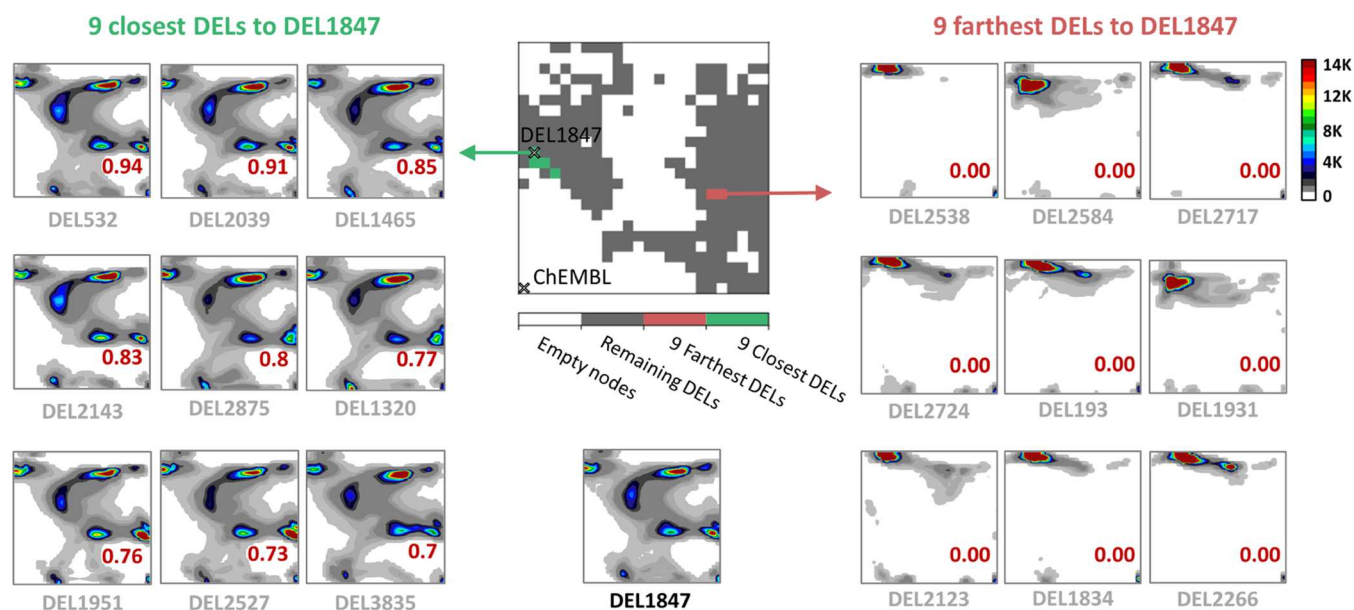 9 closest DELs to DEL1847
9 farthest DELs to DEL1847
0.94
0.91
0.85
DEL532
DEL2039
DEL1465
0.83
0.8
0.77
DEL2143
DEL2875
DEL1320
0.76
0.73
0.7
DEL1951
DEL2527
DEL3835
DEL1847
ChEMBL
Empty nodes
Remaining DELs
9 Farthest DELs
9 Closest DELs
DEL1847
0.00
0.00
0.00
DEL2538
DEL2584
DEL2717
0.00
0.00
0.00
DEL2724
DEL193
DEL1931
0.00
0.00
0.00
DEL2123
DEL1834
DEL2266
14K
12K
8K
4K
0